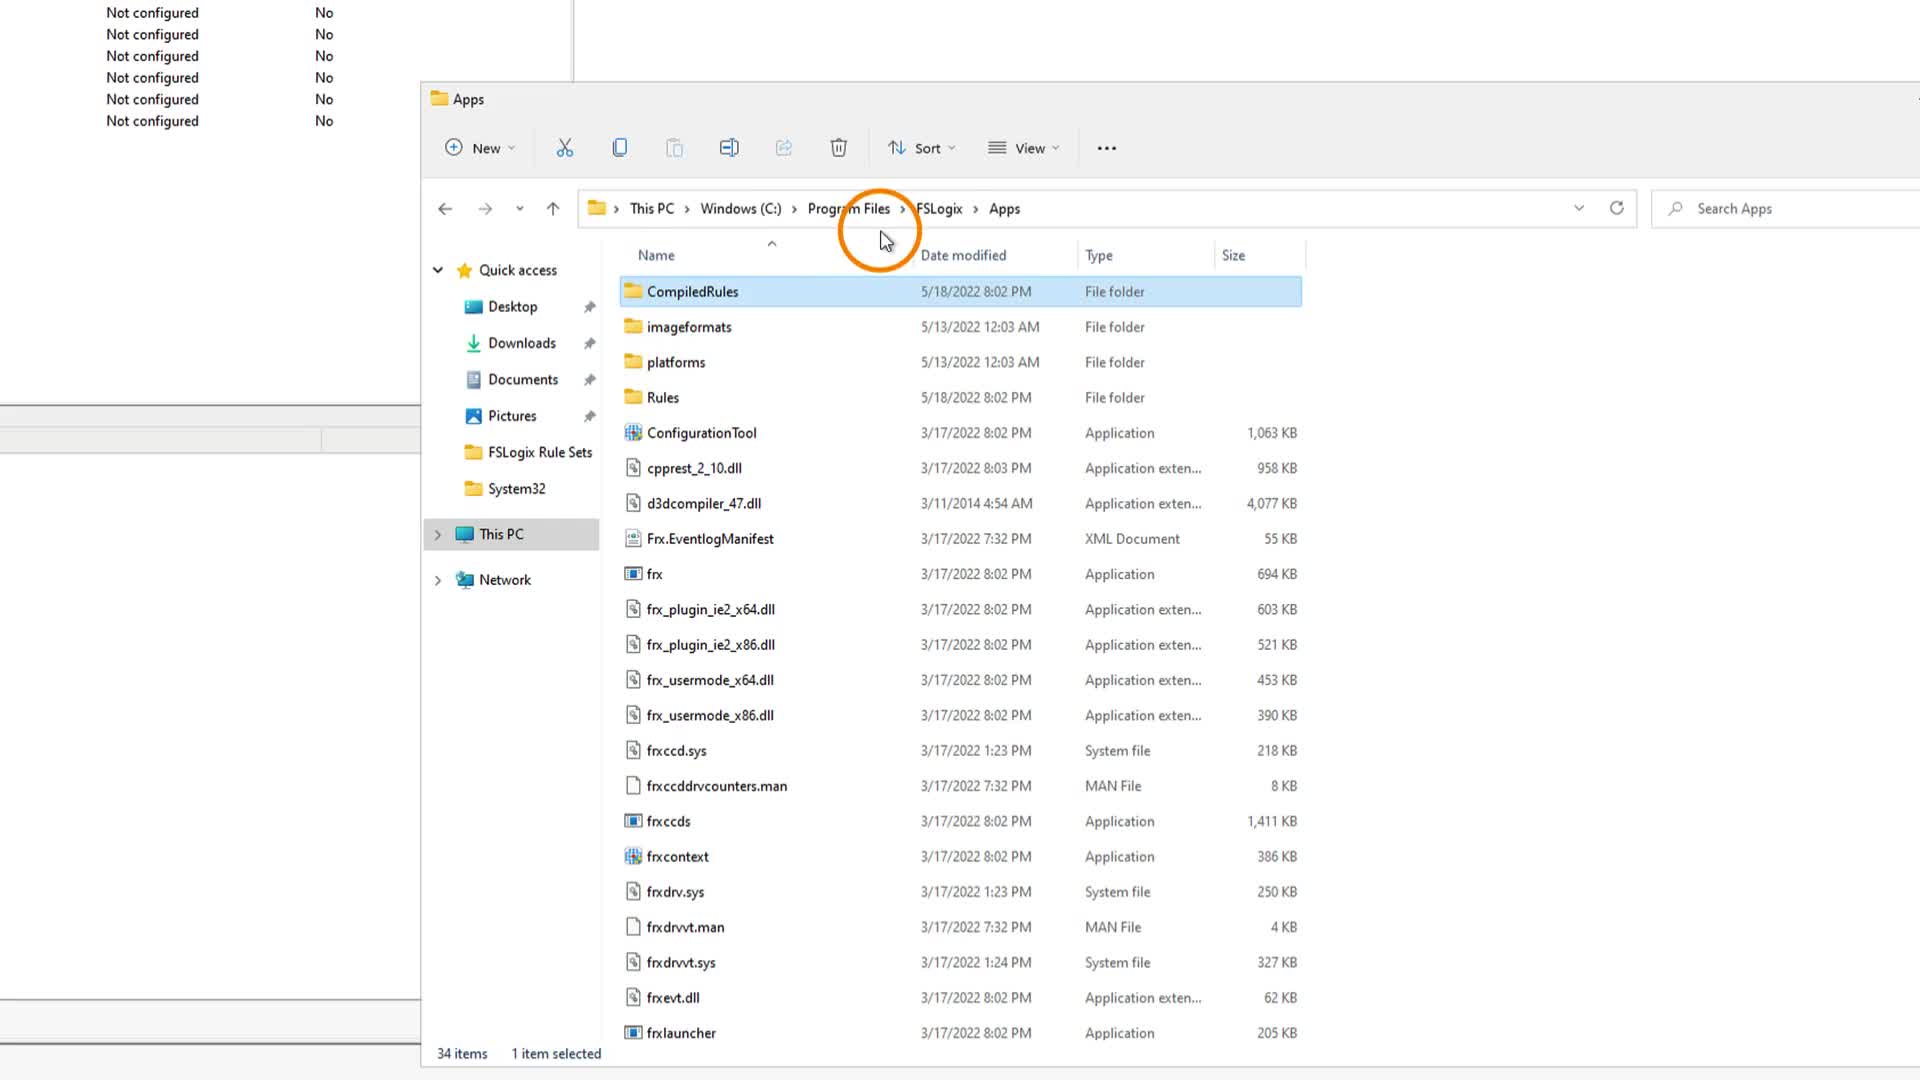 Not configured No
Not configured No
Not configured No
Not configured No
Not configured No
Not configured No
Apps
New Sort View
This PC Windows (C:) Program Files FSLogix Apps Search Apps
Name Date modified Type Size
Quick access
Desktop
Downloads
Documents
Pictures
FSLogix Rule Sets
System32
This PC
Network
CompiledRules 5/18/2022 8:02 PM File folder
imageformats 5/13/2022 12:03 AM File folder
platforms 5/13/2022 12:03 AM File folder
Rules 5/18/2022 8:02 PM File folder
ConfigurationTool 3/17/2022 8:02 PM Application 1,063 KB
cpprest_2_10.dll 3/17/2022 8:03 PM Application exten... 958 KB
d3dcompiler_47.dll 3/11/2014 4:54 AM Application exten... 4,077 KB
Frx.EventlogManifest 3/17/2022 7:32 PM XML Document 55 KB
frx 3/17/2022 8:02 PM Application 694 KB
frx_plugin_ie2_x64.dll 3/17/2022 8:02 PM Application exten... 603 KB
frx_plugin_ie2_x86.dll 3/17/2022 8:02 PM Application exten... 521 KB
frx_usermode_x64.dll 3/17/2022 8:02 PM Application exten... 453 KB
frx_usermode_x86.dll 3/17/2022 8:02 PM Application exten... 390 KB
frxccd.sys 3/17/2022 1:23 PM System file 218 KB
frxccddrvcounters.man 3/17/2022 7:32 PM MAN File 8 KB
frxccds 3/17/2022 8:02 PM Application 1,411 KB
frxcontext 3/17/2022 8:02 PM Application 386 KB
frxdrv.sys 3/17/2022 1:23 PM System file 250 KB
frxdrvvt.man 3/17/2022 7:32 PM MAN File 4 KB
frxdrvvt.sys 3/17/2022 1:24 PM System file 327 KB
frxevt.dll 3/17/2022 8:02 PM Application exten... 62 KB
frxlauncher 3/17/2022 8:02 PM Application 205 KB
34 items 1 item selected